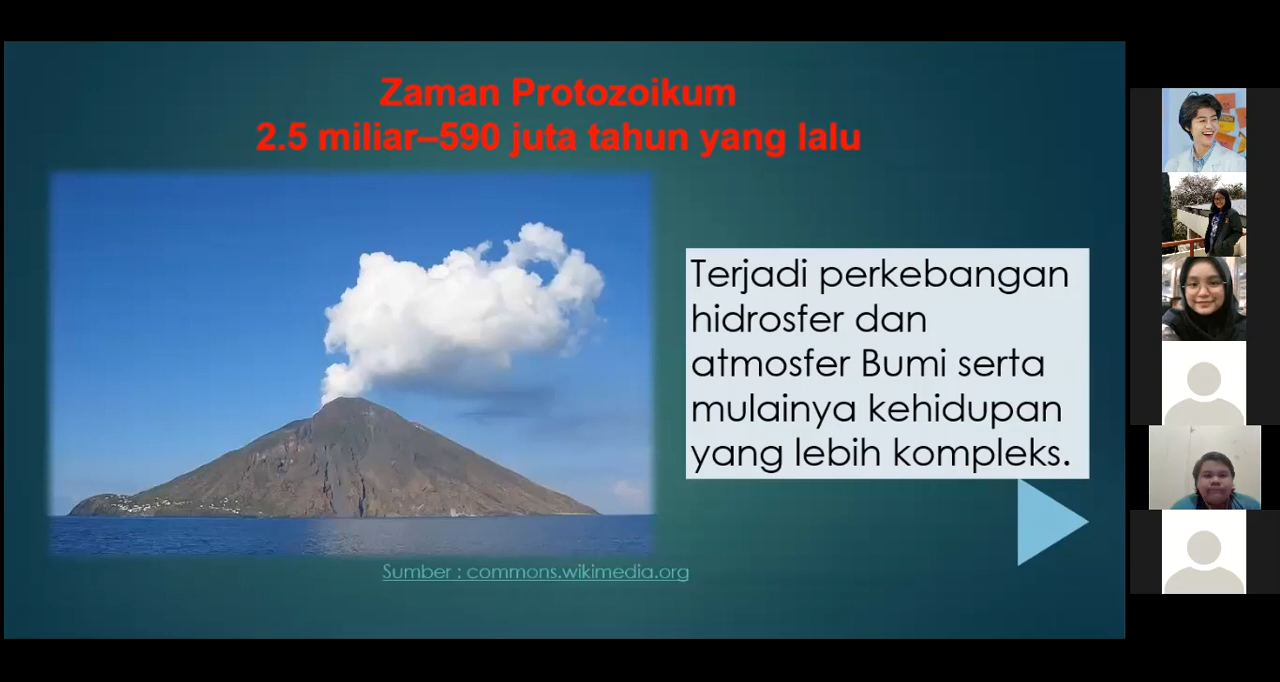 Zaman Protozoikum
2.5 miliar–590 juta tahun yang lalu
Terjadi perkebangan
hidrosfer dan
atmosfer Bumi serta
mulainya kehidupan
yang lebih kompleks.
Sumber : commons.wikimedia.org